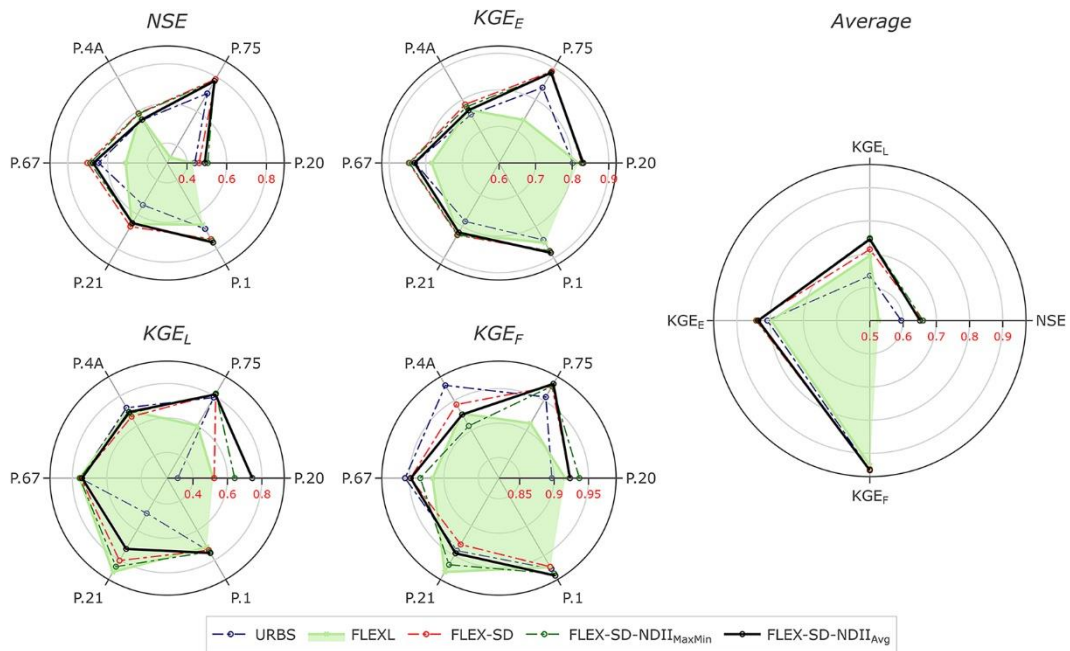 NSE
P.4A
P.75
P.67
P.20
0.4 0.6 0.8
P.21
P.1
KGE_E
P.4A
P.75
P.67
P.20
0.6 0.7 0.8 0.9
P.21
P.1
Average
KGE_L
KGE_E
NSE
0.5 0.6 0.7 0.8 0.9
KGE_F
KGE_L
P.4A
P.75
P.67
P.20
0.4 0.6 0.8
P.21
P.1
KGE_F
P.4A
P.75
P.67
P.20
0.85 0.9 0.95
P.21
P.1
URBS FLEXL FLEX-SD FLEX-SD-NDII_MaxMin FLEX-SD-NDII_Avg